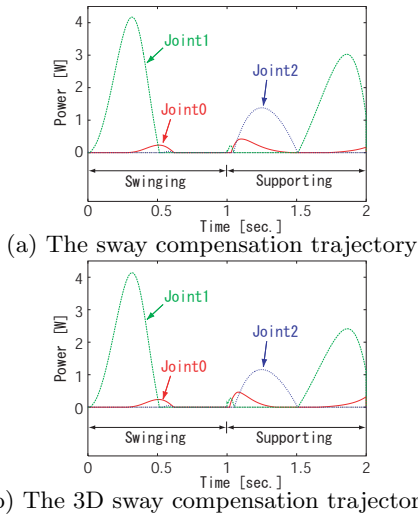 4
Joint1
3
Power [W]
Joint2
2
Joint0
1
0
Swinging
Supporting
0
0.5
1
1.5
2
Time [sec.]
(a) The sway compensation trajectory
4
Joint1
3
Power [W]
Joint2
2
Joint0
1
0
Swinging
Supporting
0
0.5
1
1.5
2
Time [sec.]
) The 3D sway compensation trajector